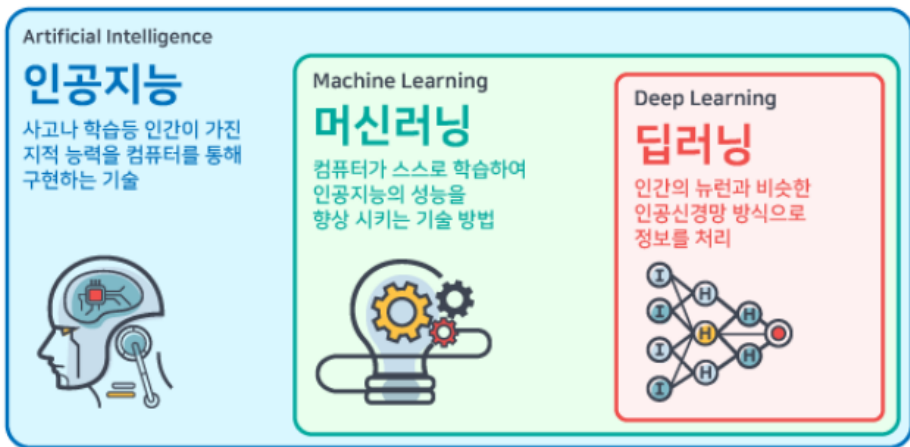 Artificial Intelligence
인공지능
사고나 학습등 인간이 가진
지적 능력을 컴퓨터를 통해
구현하는 기술
Machine Learning
머신러닝
컴퓨터가 스스로 학습하여
인공지능의 성능을
향상 시키는 기술 방법
Deep Learning
딥러닝
인간의 뉴런과 비슷한
인공신경망 방식으로
정보를 처리
I
H
I
H
H
I
H
H
I